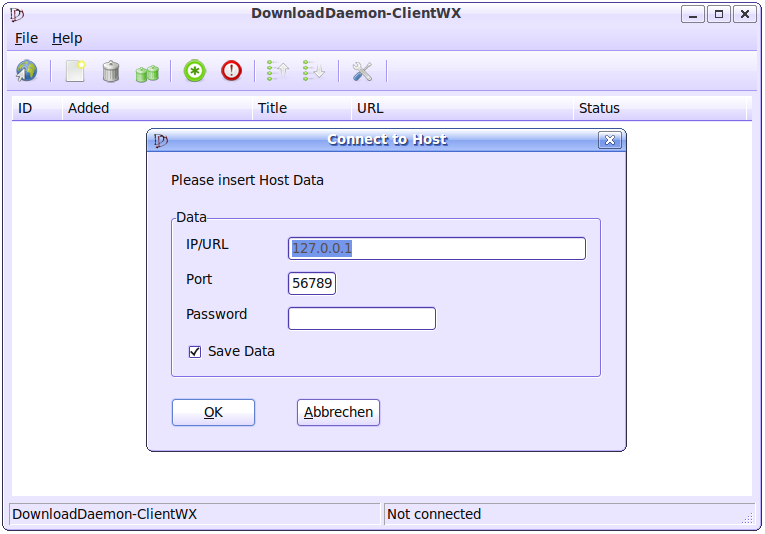 DownloadDaemon-ClientWX
File Help
ID Added Title URL Status
Connect to Host
Please insert Host Data
Data
IP/URL 127.0.0.1
Port 56789
Password
Save Data
OK Abbrechen
DownloadDaemon-ClientWX Not connected